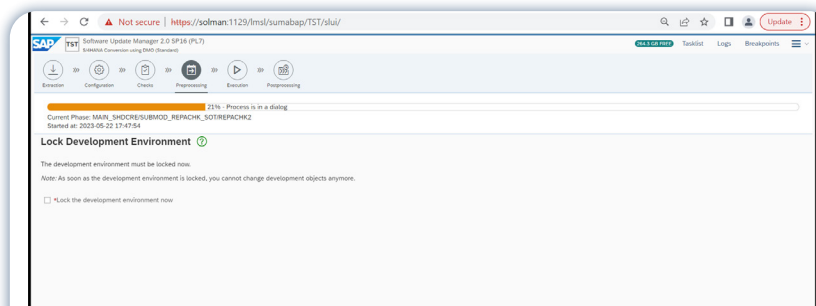 Not secure | https://solman:1129/lmsl/sumabap/TST/slui/
Update
SAP TST Software Update Manager 2.0 SP16 (PL7)
S/4HANA Conversion using DMO (Standard)
284.3 GB FREE Tasklist Logs Breakpoints
Extraction Configuration Checks Preprocessing Execution Postprocessing
21% - Process is in a dialog
Current Phase: MAIN_SHDCRE/SUBMOD_REPACHK_SOT/REPACHK2
Started at: 2023-05-22 17:47:54
Lock Development Environment
The development environment must be locked now.
Note: As soon as the development environment is locked, you cannot change development objects anymore.
*Lock the development environment now